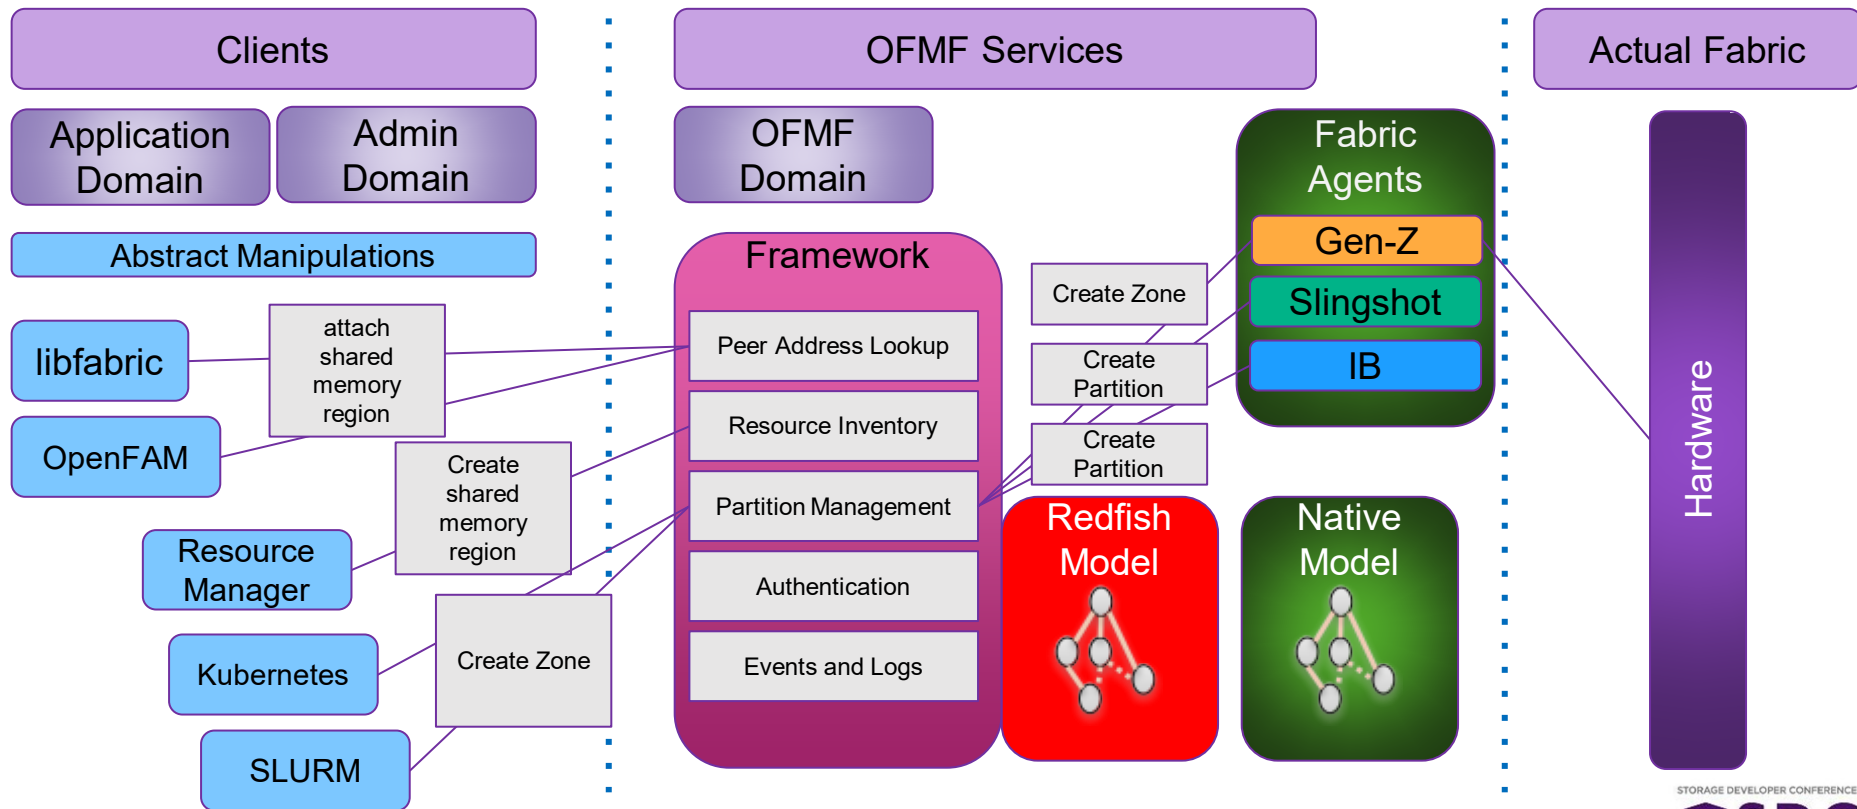 Clients
OFMF Services
Actual Fabric
Application
Domain
Admin
Domain
OFMF
Domain
Fabric
Agents
Abstract Manipulations
Framework
Gen-Z
Slingshot
IB
Create Zone
Create
Partition
Create
Partition
libfabric
OpenFAM
attach
shared
memory
region
Peer Address Lookup
Resource Inventory
Partition Management
Authentication
Events and Logs
Create
shared
memory
region
Resource
Manager
Kubernetes
SLURM
Create Zone
Redfish
Model
Native
Model
Hardware
STORAGE DEVELOPER CONFERENCE